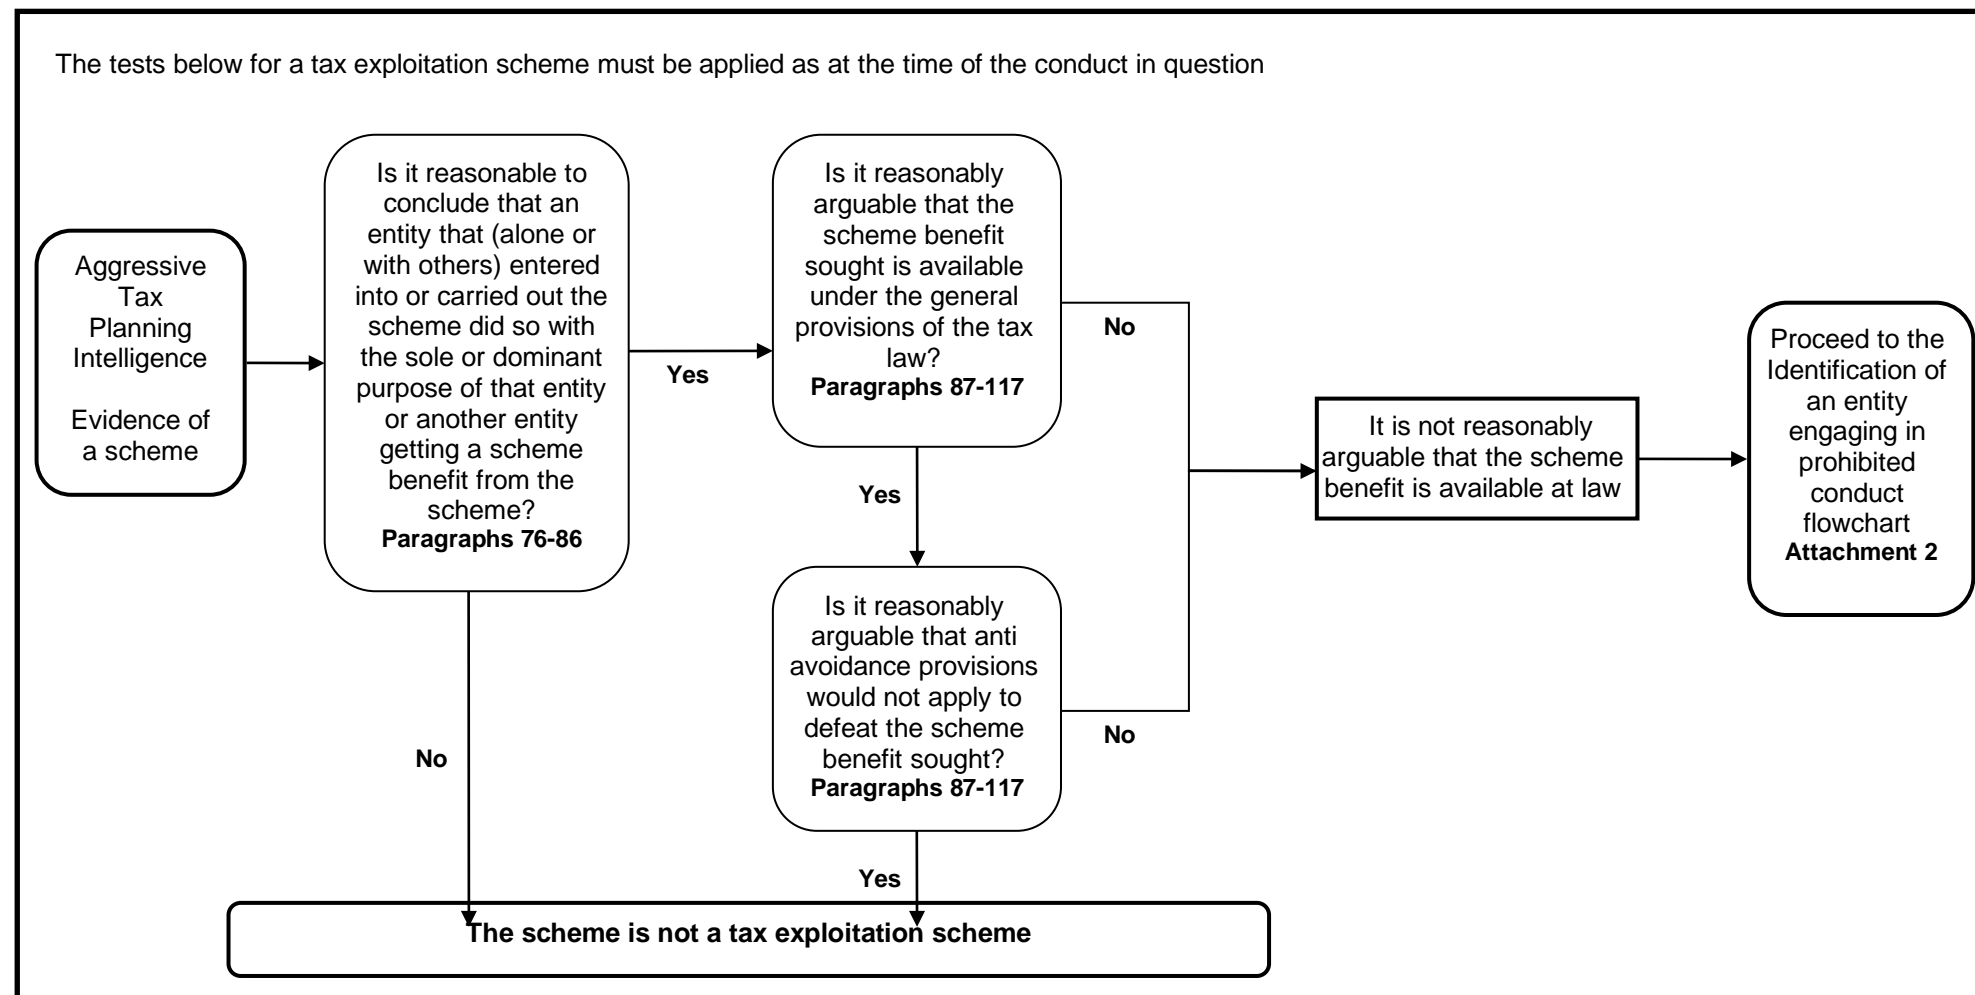 The tests below for a tax exploitation scheme must be applied as at the time of the conduct in question
Aggressive
Tax
Planning
Intelligence
Evidence of
a scheme
Is it reasonable to
conclude that an
entity that (alone or
with others) entered
into or carried out the
scheme did so with
the sole or dominant
purpose of that entity
or another entity
getting a scheme
benefit from the
scheme?
Paragraphs 76-86
Yes
No
Is it reasonably
arguable that the
scheme benefit
sought is available
under the general
provisions of the tax
law?
Paragraphs 87-117
No
Yes
Is it reasonably
arguable that anti
avoidance provisions
would not apply to
defeat the scheme
benefit sought?
Paragraphs 87-117
No
Yes
It is not reasonably
arguable that the scheme
benefit is available at law
Proceed to the
Identification of
an entity
engaging in
prohibited
conduct
flowchart
Attachment 2
The scheme is not a tax exploitation scheme